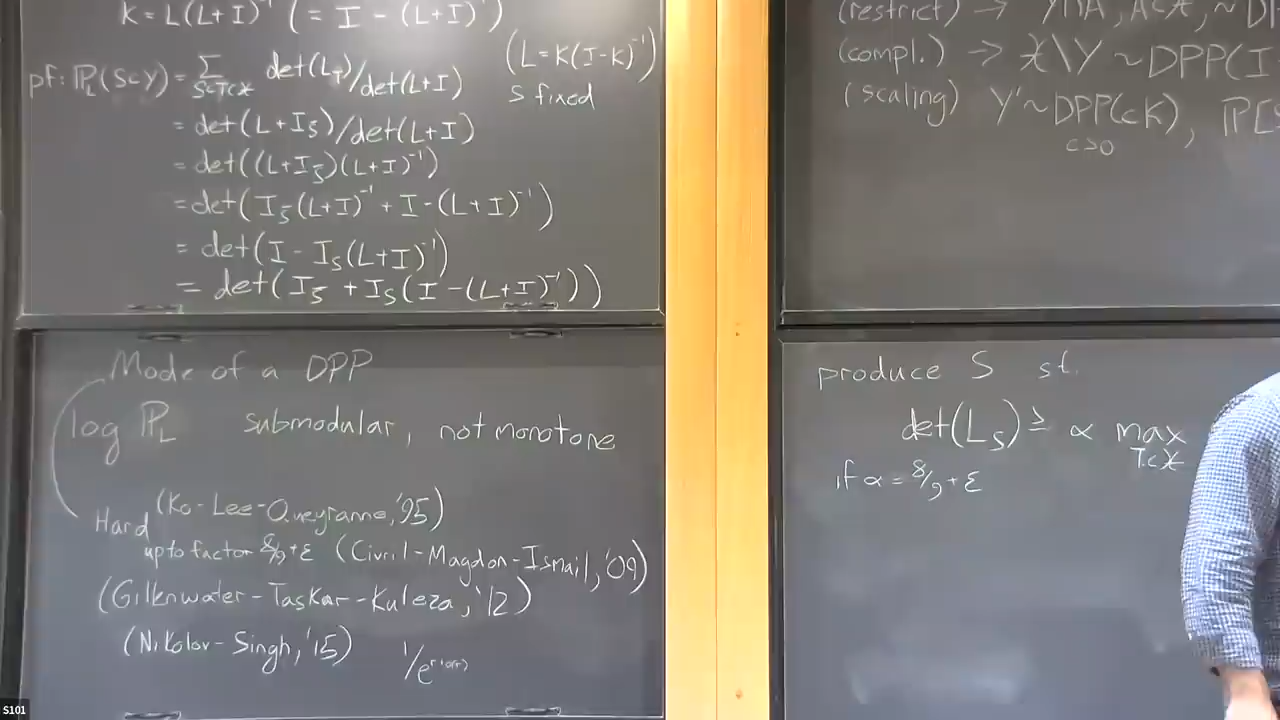 K = L(L+I)⁻¹ (= I - (L+I)⁻¹)
(L = K(I-K)⁻¹)
pf: ℙ_L(S⊂Y) = Σ_{S⊂T⊂𝒳} det(L_T)/det(L+I)
S fixed
= det(L+I_S̄)/det(L+I)
= det((L+I_S̄)(L+I)⁻¹)
= det(I_S̄(L+I)⁻¹ + I-(L+I)⁻¹)
= det(I - I_S(L+I)⁻¹)
= det(I_S̄ + I_S(I-(L+I)⁻¹))
Mode of a DPP
log ℙ_L submodular, not monotone
(Ko-Lee-Queyranne,'95)
Hard
up to factor 8/9+ε (Civril-Magdon-Ismail,'09)
(Gillenwater-Taskar-Kulesza,'12)
(Nikolov-Singh,'15) 1/e
(restrict) → Y∩A, A⊂𝒳, ~
(compl.) → 𝒳\Y ~ DPP(I
(scaling) Y'~DPP(cK), ℙ[S
c>0
produce S st.
det(L_S) ≥ α max
T⊂𝒳
if α = 8/9+ε
S101